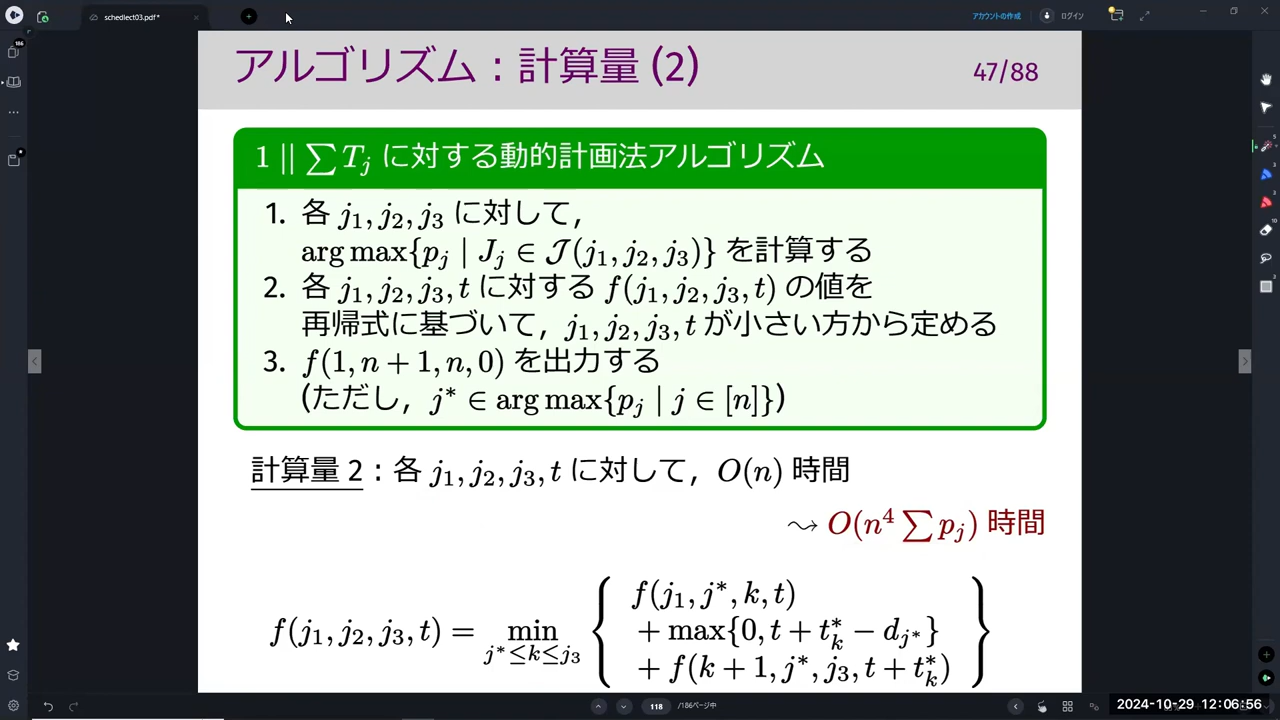 schedlect03.pdf*
アカウントの作成
ログイン
アルゴリズム：計算量 (2)
47/88
1 || ∑ T_j に対する動的計画法アルゴリズム
1. 各 j_1, j_2, j_3 に対して,
arg max{p_j | J_j ∈ 𝒥(j_1, j_2, j_3)} を計算する
2. 各 j_1, j_2, j_3, t に対する f(j_1, j_2, j_3, t) の値を
再帰式に基づいて, j_1, j_2, j_3, t が小さい方から定める
3. f(1, n + 1, n, 0) を出力する
(ただし, j* ∈ arg max{p_j | j ∈ [n]})
計算量 2：各 j_1, j_2, j_3, t に対して, O(n) 時間
⇝ O(n^4 ∑ p_j) 時間
f(j_1, j_2, j_3, t) = min_{j* ≤ k ≤ j_3} { f(j_1, j*, k, t)
+ max{0, t + t_k^* − d_{j*}}
+ f(k + 1, j*, j_3, t + t_k^*) }
118 /186ページ中
2024-10-29 12:06:56